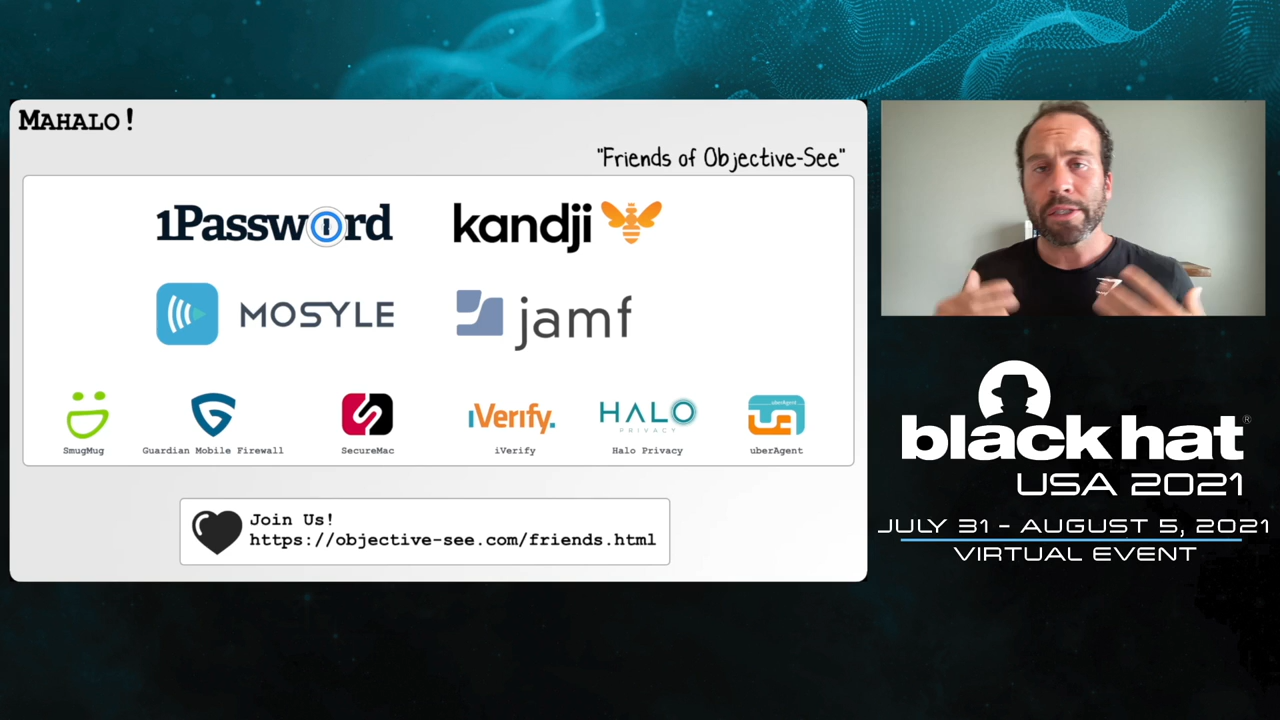 Mahalo!
"Friends of Objective-See"
1Password
kandji
MOSYLE
jamf
iVerify.
HALO
PRIVACY
uberAgent
ua
SmugMug
Guardian Mobile Firewall
SecureMac
iVerify
Halo Privacy
uberAgent
Join Us!
https://objective-see.com/friends.html
black hat®
USA 2021
JULY 31 - AUGUST 5, 2021
VIRTUAL EVENT